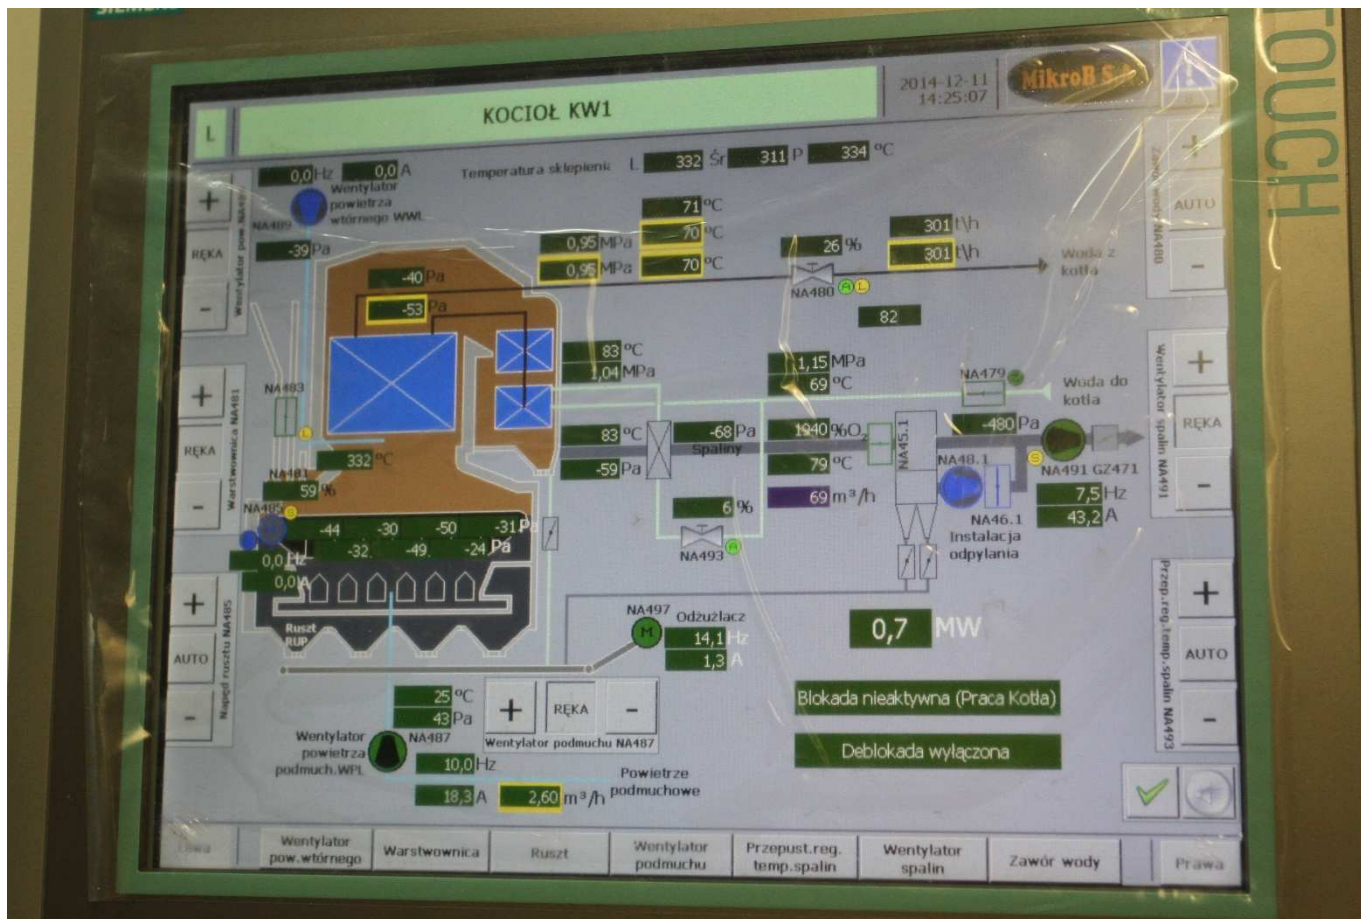 SIEMENS
TOUCH
L
KOCIOŁ KW1
2014-12-11
14:25:07
MikroB S.A.
0,0 Hz 0,0 A
Temperatura sklepienia L 332 Śr 311 P 334 °C
Wentylator
powietrza
wtórnego WWL
NA489
-39 Pa
+
RĘKA
-
71 °C
0,95 MPa 70 °C
0,95 MPa 70 °C
26 %
301 t\h
301 t\h
Woda z
kotła
NA480 A L
82
Zawór wody NA480
+
AUTO
-
-40 Pa
-53 Pa
83 °C
1,04 MPa
1,15 MPa
69 °C
NA479
Woda do
kotła
NA483
L
332 °C
83 °C
-59 Pa
-68 Pa
Spaliny
1940 %O₂
79 °C
69 m³/h
NA45.1
-480 Pa
NA48.1
S
NA491 GZ471
7,5 Hz
43,2 A
NA46.1
Instalacja
odpylania
Wentylator spalin NA491
+
RĘKA
-
Warstwownica NA481
+
RĘKA
-
NA481
59 %
NA485 S
-44 -30 -50 -31 Pa
-32 -49 -24 Pa
0,0 Hz
0,0 A
6 %
NA493 A
Ruszt
RUP
Napęd rusztu NA485
+
AUTO
-
NA497
M
Odżużlacz
14,1 Hz
1,3 A
0,7 MW
Przep.reg.temp.spalin NA493
+
AUTO
-
25 °C
43 Pa
+
RĘKA
-
Wentylator podmuchu NA487
Wentylator
powietrza
podmuch.WPL
NA487
10,0 Hz
18,3 A
2,60 m³/h
Powietrze
podmuchowe
Blokada nieaktywna (Praca Kotła)
Deblokada wyłączona
Lewa
Wentylator
pow.wtórnego
Warstwownica
Ruszt
Wentylator
podmuchu
Przepust.reg.
temp.spalin
Wentylator
spalin
Zawór wody
Prawa